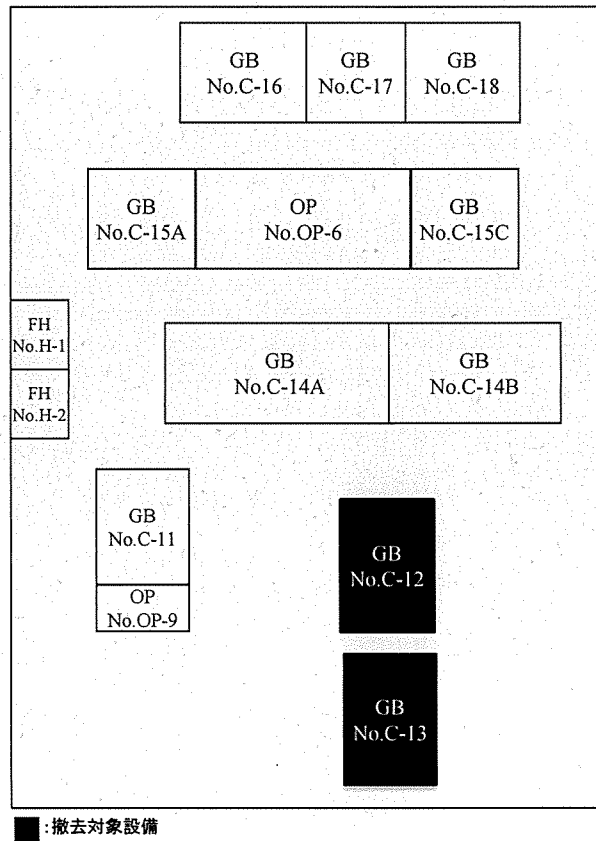 GB
No.C-16
GB
No.C-17
GB
No.C-18
GB
No.C-15A
OP
No.OP-6
GB
No.C-15C
FH
No.H-1
FH
No.H-2
GB
No.C-14A
GB
No.C-14B
GB
No.C-11
OP
No.OP-9
GB
No.C-12
GB
No.C-13
:撤去対象設備